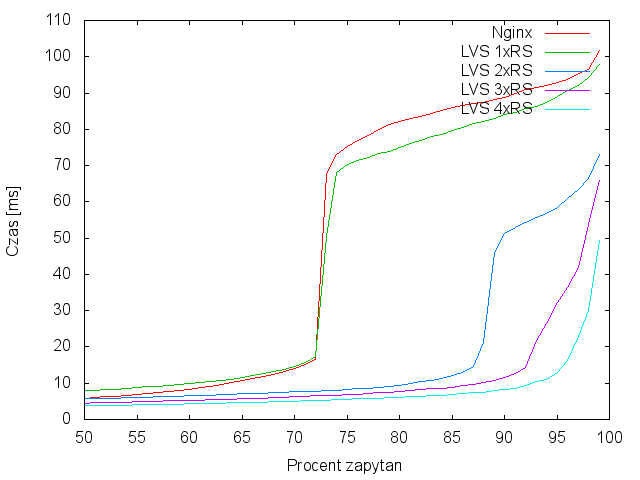 110
100
90
80
70
60
50
40
30
20
10
0
Czas [ms]
Nginx
LVS 1xRS
LVS 2xRS
LVS 3xRS
LVS 4xRS
50 55 60 65 70 75 80 85 90 95 100
Procent zapytan